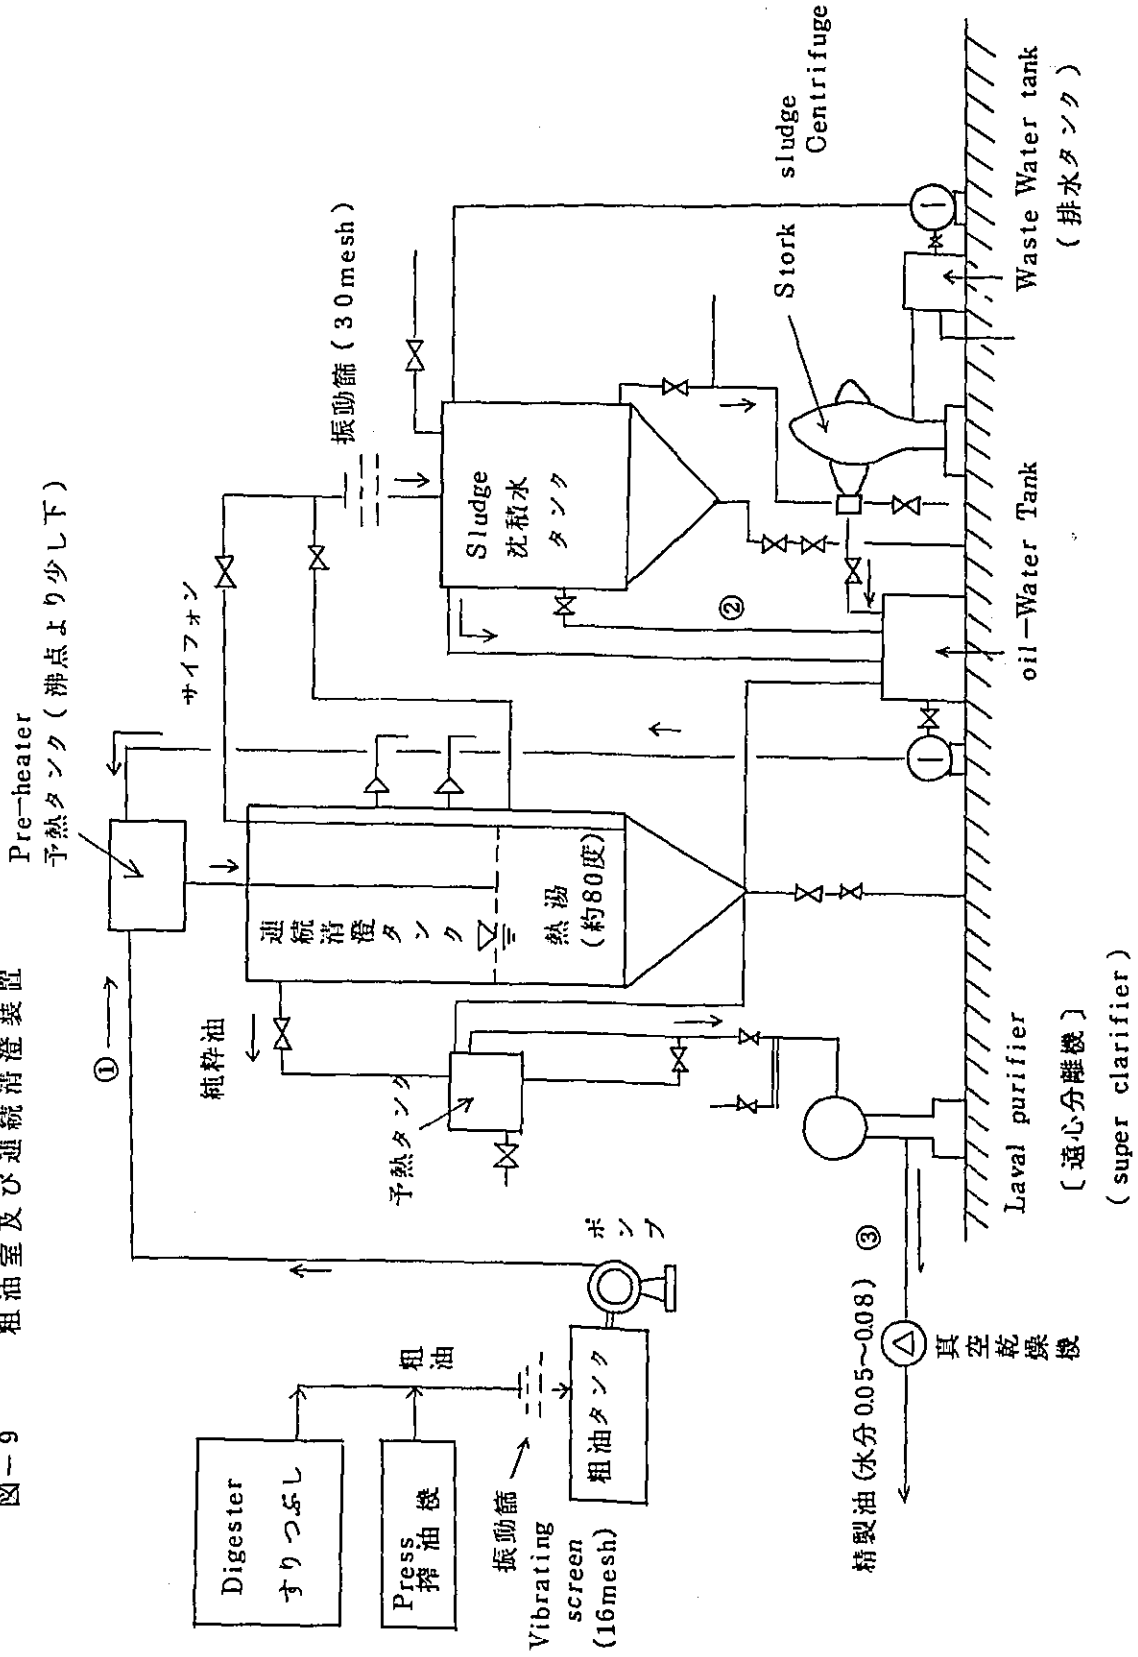 図－9　粗油室及び連続清澄装置
Pre－heater
予熱タンク（沸点より少し下）
サイフォン
振動篩（30mesh）
①
純粋油
連続清澄タンク
熱湯
(約80度)
Sludge
沈積水
タンク
②
Stork sludge
Centrifuge
予熱タンク
ポンプ
粗油
Digester
すりつぶし
Press
搾油機
振動篩
Vibrating
screen
(16mesh)
粗油タンク
oil－Water Tank
Waste Water tank
（排水タンク）
Laval purifier
〔遠心分離機〕
（super clarifier）
③
精製油（水分0.05〜0.08）
真空乾燥機